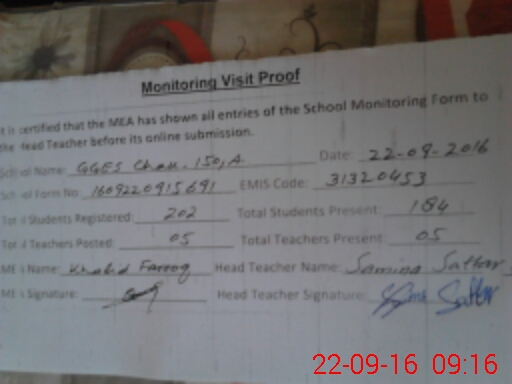 Monitoring Visit Proof
It is certified that the MEA has shown all entries of the School Monitoring Form to
the Head Teacher before its online submission.
School Name: GGES Chak. 150, A Date: 22-09-2016
School Form No: 160922091 5691 EMIS Code: 31320453
Total Students Registered: 202 Total Students Present: 184
Total Teachers Posted: 05 Total Teachers Present: 05
MEA Name: Khalid Farooq Head Teacher Name: Samina Sattar
MEA Signature: Head Teacher Signature: Sattar
22-09-16 09:16